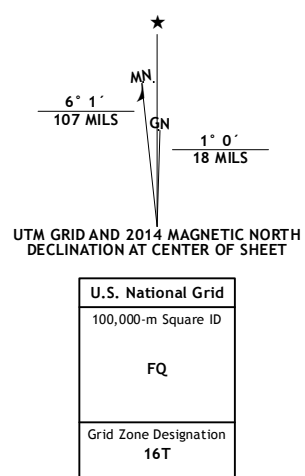 ★
MN
6° 1´
107 MILS
GN
1° 0´
18 MILS
UTM GRID AND 2014 MAGNETIC NORTH
DECLINATION AT CENTER OF SHEET
U.S. National Grid
100,000-m Square ID
FQ
Grid Zone Designation
16T